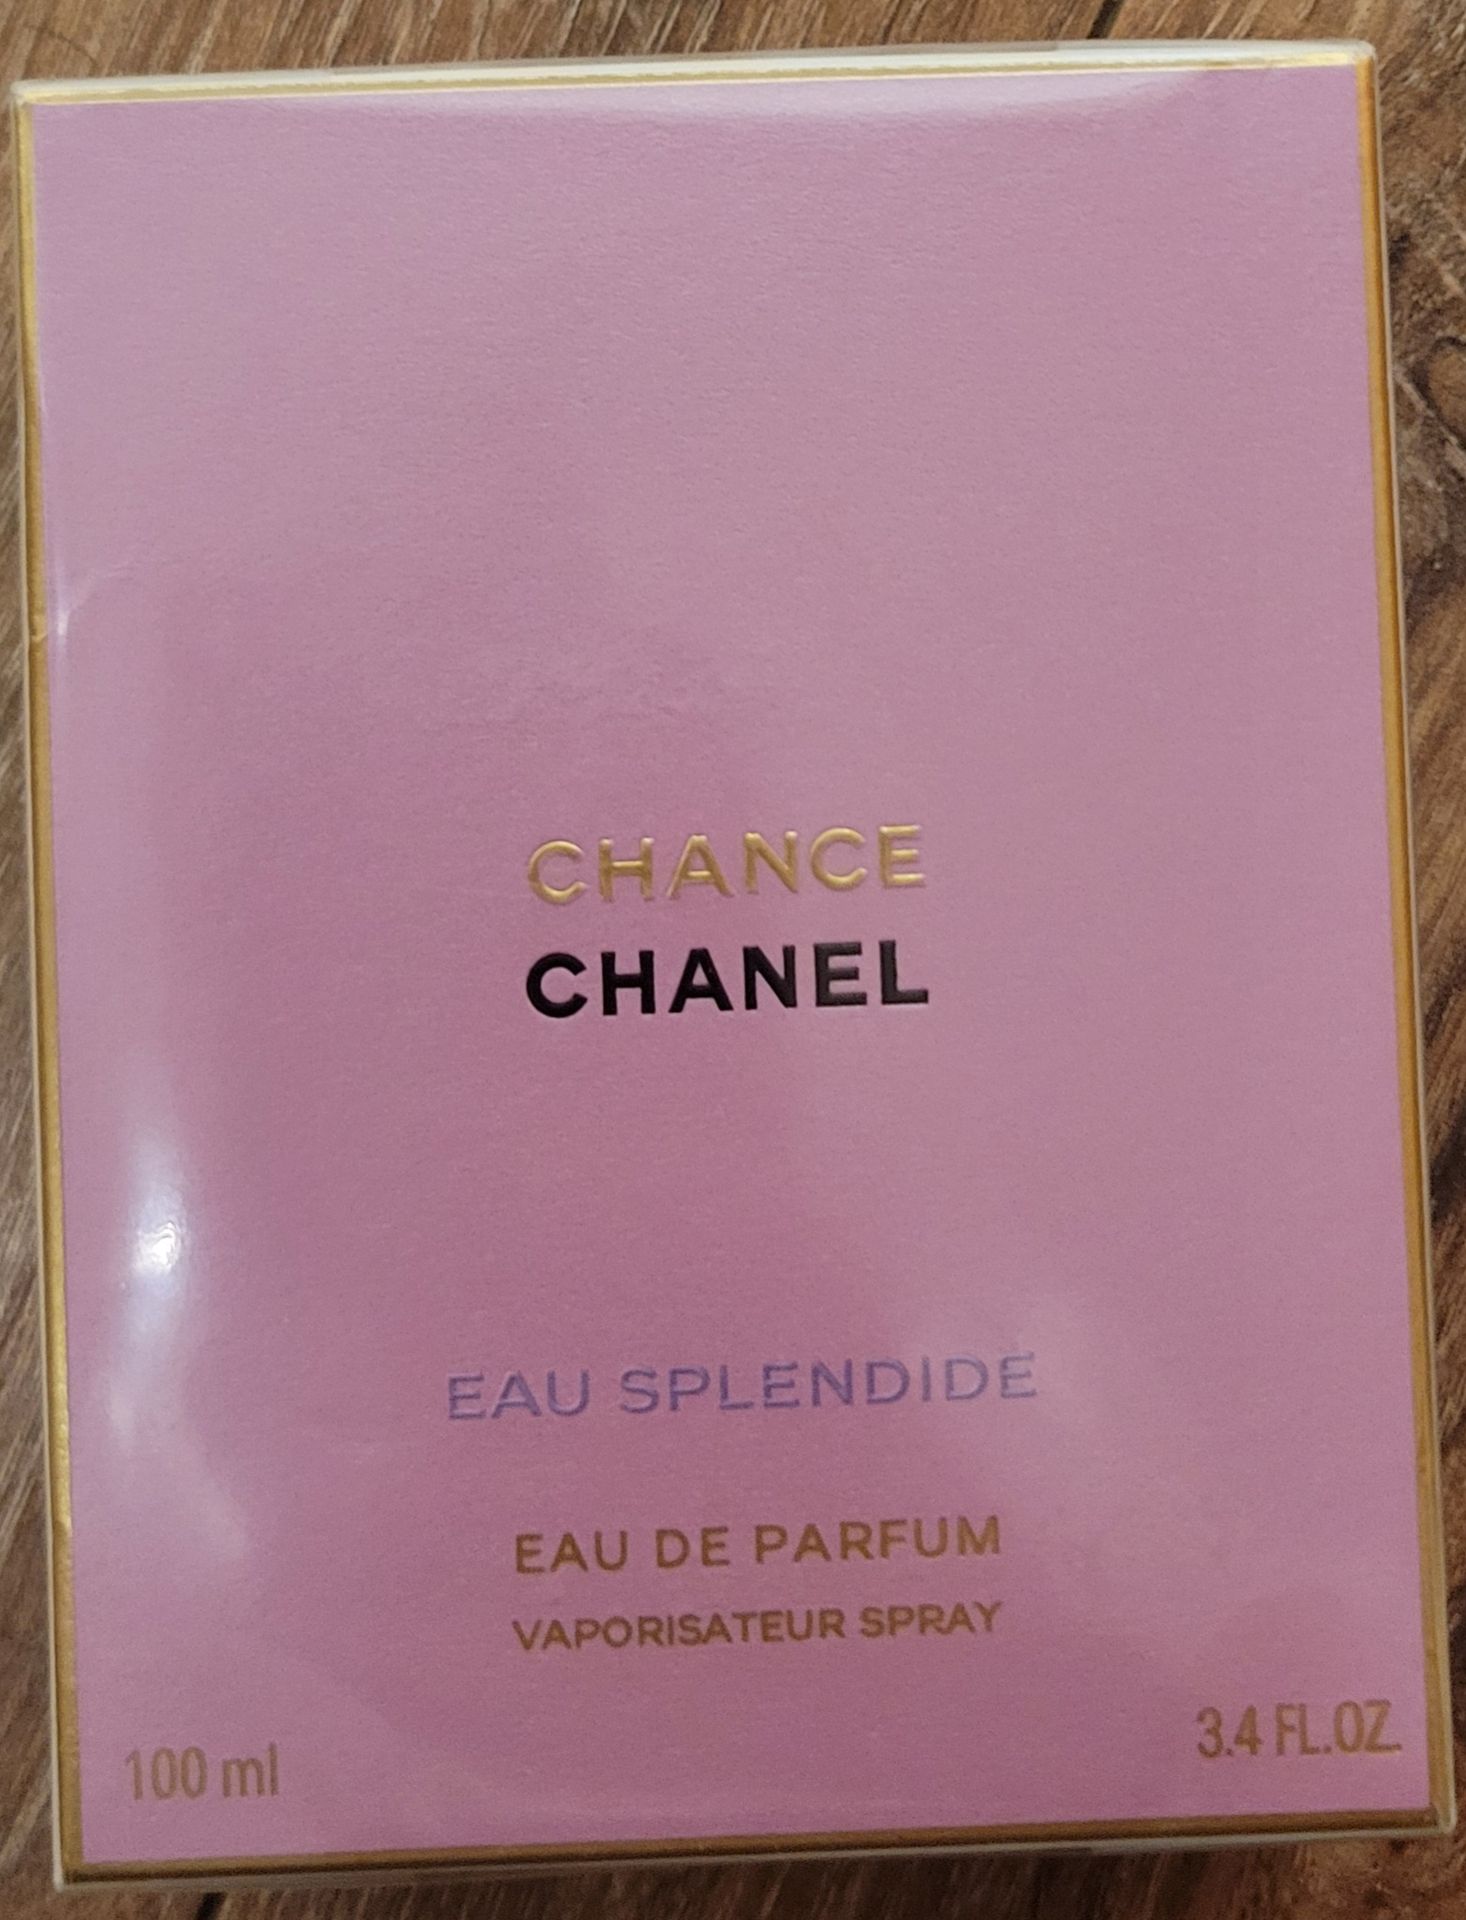 CHANCE
CHANEL
EAU SPLENDIDE
EAU DE PARFUM
VAPORISATEUR SPRAY
100 ml
3.4 FL.OZ.